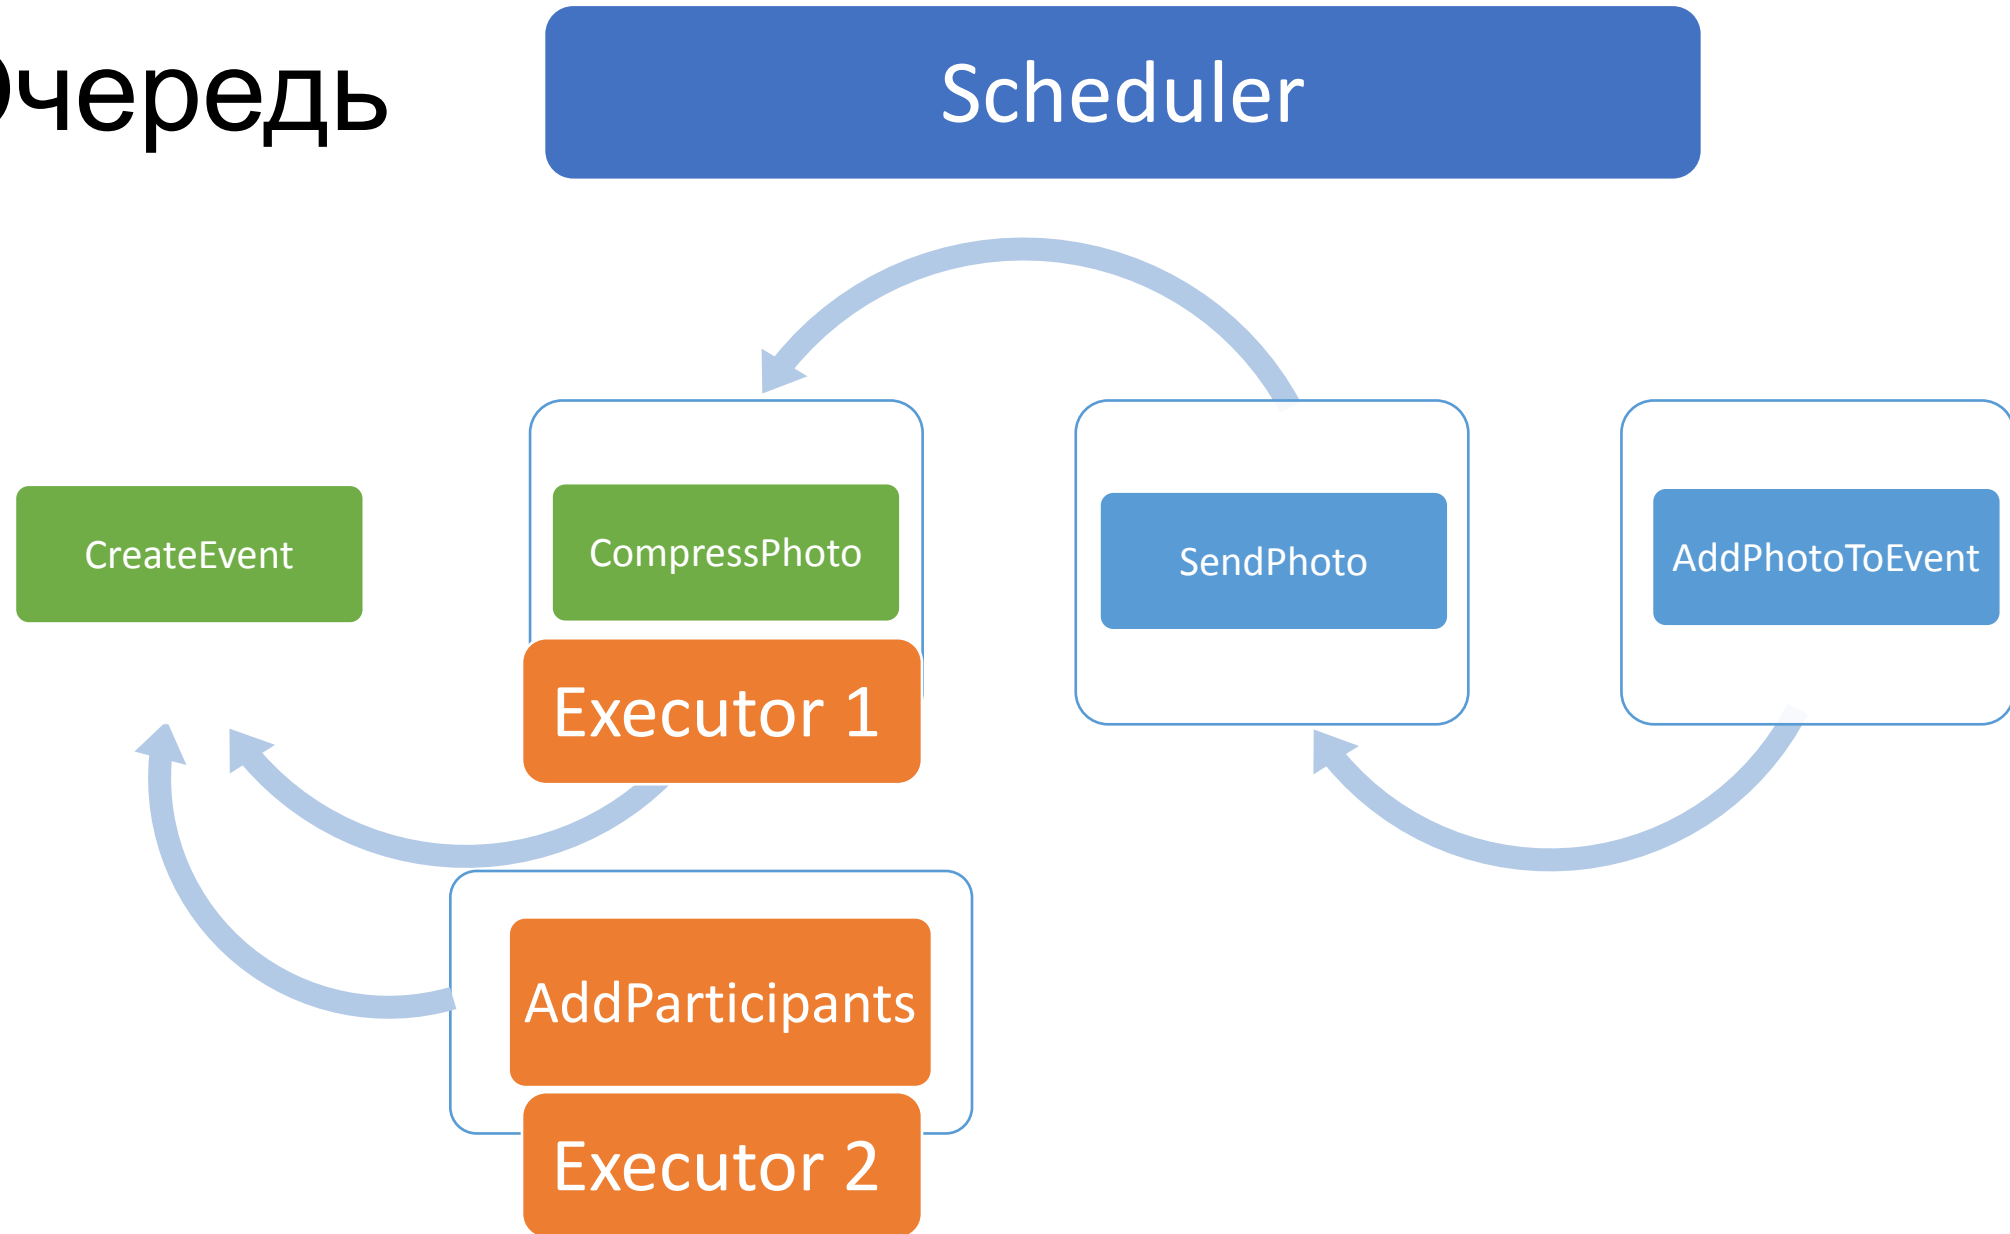 Очередь
Scheduler
CreateEvent
CompressPhoto
SendPhoto
AddPhotoToEvent
Executor 1
AddParticipants
Executor 2